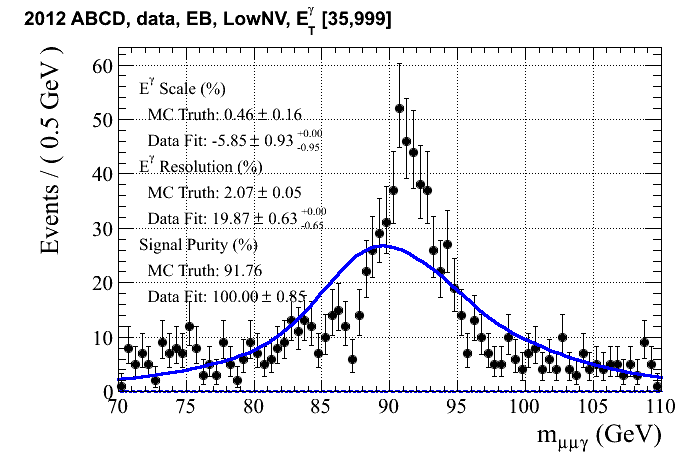 2012 ABCD, data, EB, LowNV, E_T^γ [35,999]
Events / ( 0.5 GeV )
60
50
40
30
20
10
0
E^γ Scale (%)
MC Truth: 0.46 ± 0.16
Data Fit: -5.85 ± 0.93 +0.00 -0.95
E^γ Resolution (%)
MC Truth: 2.07 ± 0.05
Data Fit: 19.87 ± 0.63 +0.00 -0.65
Signal Purity (%)
MC Truth: 91.76
Data Fit: 100.00 ± 0.85
70 75 80 85 90 95 100 105 110
m_μμγ (GeV)